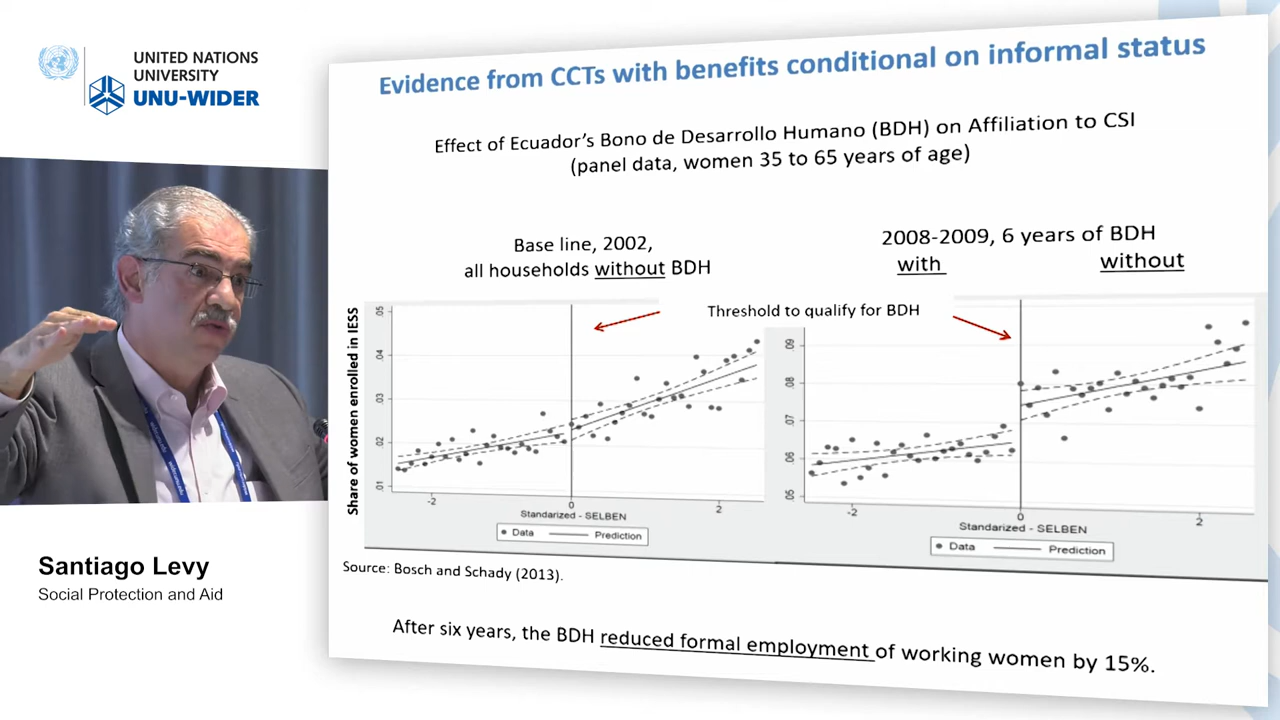 UNITED NATIONS
UNIVERSITY
UNU-WIDER
Evidence from CCTs with benefits conditional on informal status
Effect of Ecuador’s Bono de Desarrollo Humano (BDH) on Affiliation to CSI
(panel data, women 35 to 65 years of age)
Base line, 2002,
all households without BDH
2008-2009, 6 years of BDH
with without
Threshold to qualify for BDH
Share of women enrolled in IESS
.05
.04
.03
.02
.01
-2 0 2
Standarized - SELBEN
Data Prediction
.09
.08
.07
.06
.05
-2 0 2
Standarized - SELBEN
Data Prediction
Source: Bosch and Schady (2013).
After six years, the BDH reduced formal employment of working women by 15%.
Santiago Levy
Social Protection and Aid